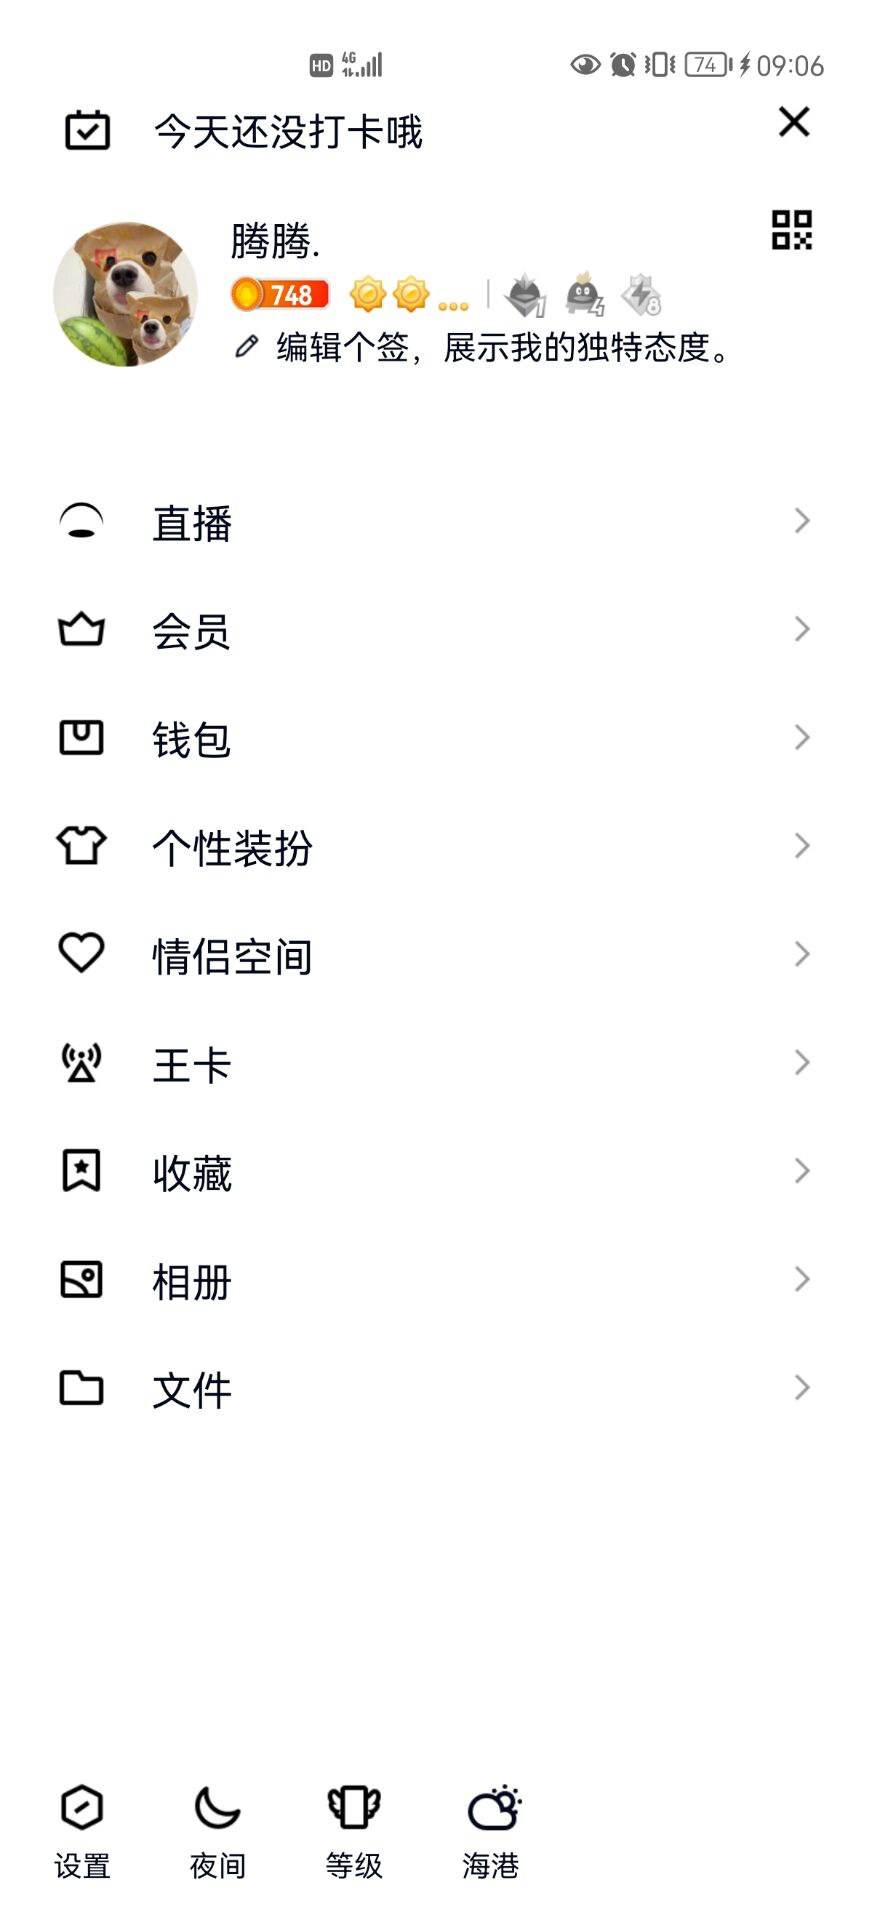 HD 4G 74 09:06
今天还没打卡哦
腾腾.
748
编辑个签，展示我的独特态度。
直播
会员
钱包
个性装扮
情侣空间
王卡
收藏
相册
文件
设置 夜间 等级 海港